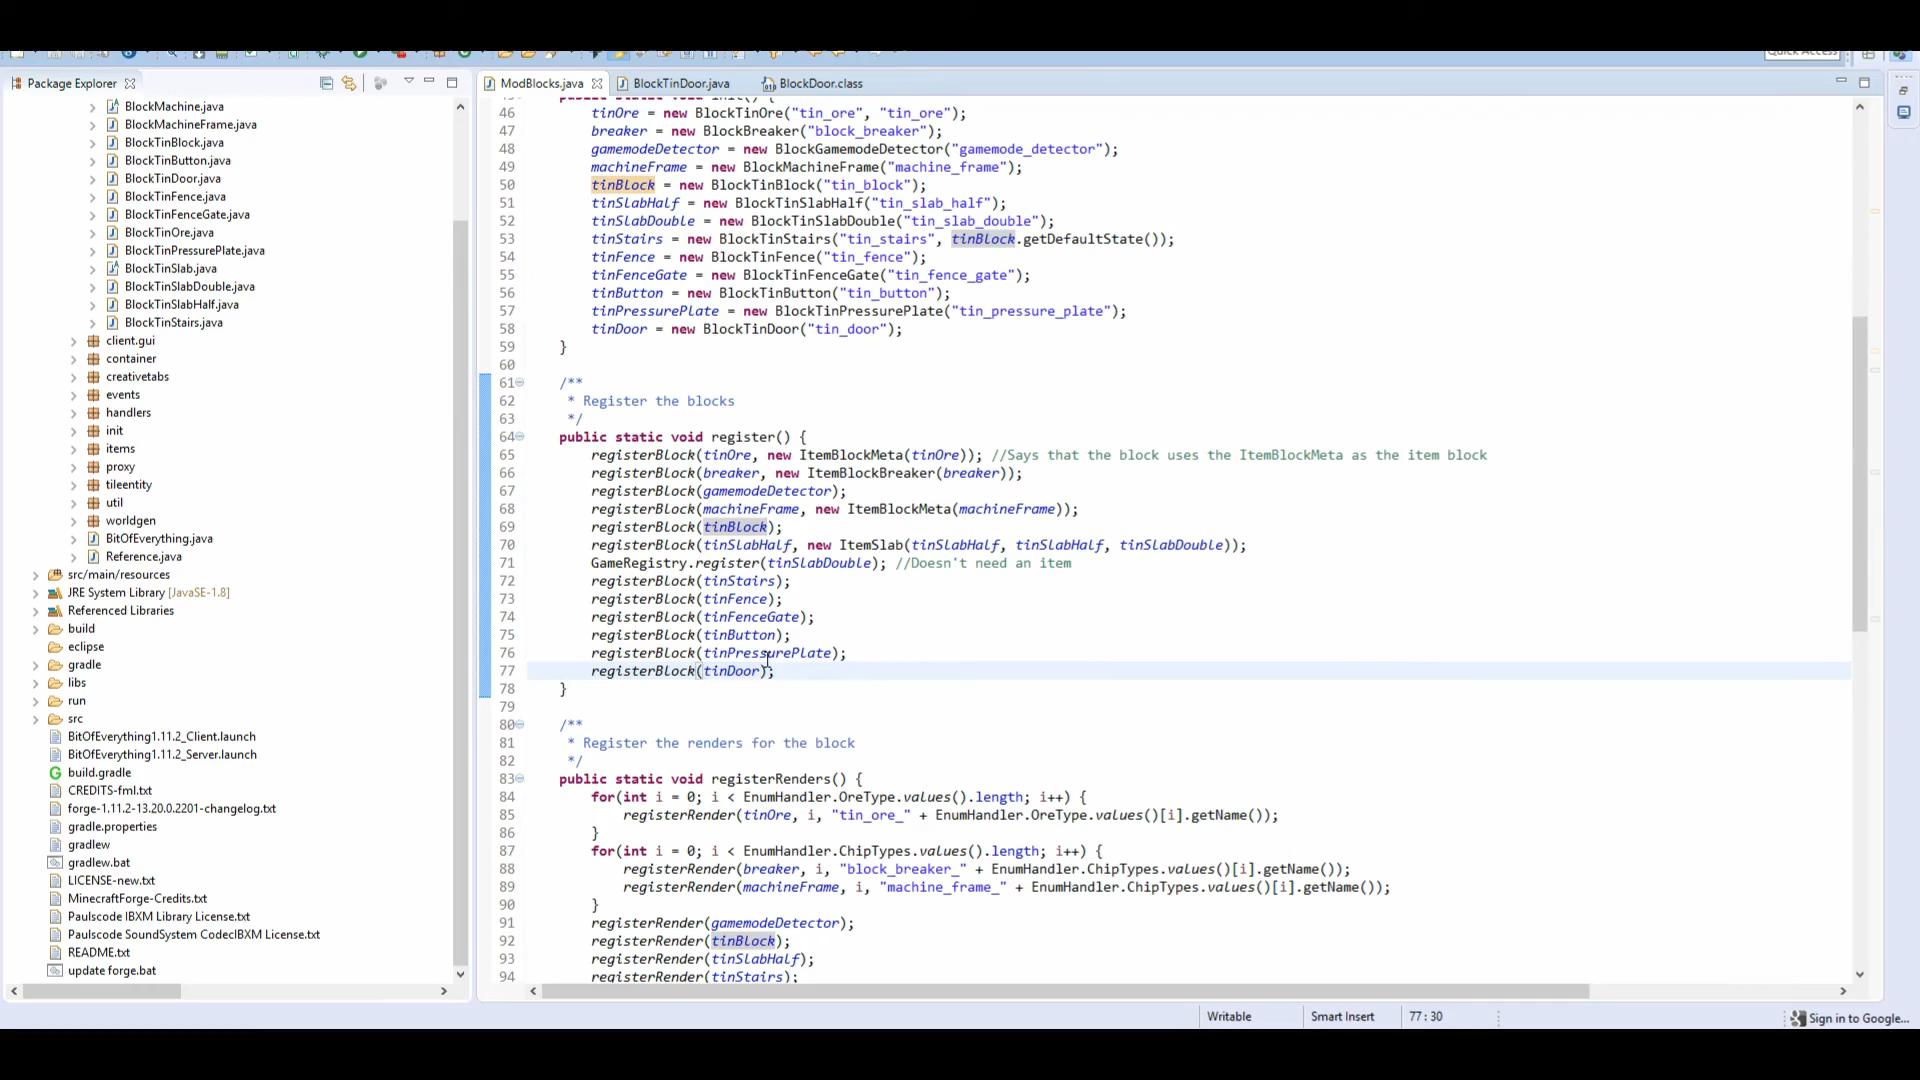 Quick Access
Package Explorer
ModBlocks.java
BlockTinDoor.java
BlockDoor.class
BlockMachine.java
BlockMachineFrame.java
BlockTinBlock.java
BlockTinButton.java
BlockTinDoor.java
BlockTinFence.java
BlockTinFenceGate.java
BlockTinOre.java
BlockTinPressurePlate.java
BlockTinSlab.java
BlockTinSlabDouble.java
BlockTinSlabHalf.java
BlockTinStairs.java
client.gui
container
creativetabs
events
handlers
init
items
proxy
tileentity
util
worldgen
BitOfEverything.java
Reference.java
src/main/resources
JRE System Library [JavaSE-1.8]
Referenced Libraries
build
eclipse
gradle
libs
run
src
BitOfEverything1.11.2_Client.launch
BitOfEverything1.11.2_Server.launch
build.gradle
CREDITS-fml.txt
forge-1.11.2-13.20.0.2201-changelog.txt
gradle.properties
gradlew
gradlew.bat
LICENSE-new.txt
MinecraftForge-Credits.txt
Paulscode IBXM Library License.txt
Paulscode SoundSystem CodecIBXM License.txt
README.txt
update forge.bat
45 public static void init() {
46 tinOre = new BlockTinOre("tin_ore", "tin_ore");
47 breaker = new BlockBreaker("block_breaker");
48 gamemodeDetector = new BlockGamemodeDetector("gamemode_detector");
49 machineFrame = new BlockMachineFrame("machine_frame");
50 tinBlock = new BlockTinBlock("tin_block");
51 tinSlabHalf = new BlockTinSlabHalf("tin_slab_half");
52 tinSlabDouble = new BlockTinSlabDouble("tin_slab_double");
53 tinStairs = new BlockTinStairs("tin_stairs", tinBlock.getDefaultState());
54 tinFence = new BlockTinFence("tin_fence");
55 tinFenceGate = new BlockTinFenceGate("tin_fence_gate");
56 tinButton = new BlockTinButton("tin_button");
57 tinPressurePlate = new BlockTinPressurePlate("tin_pressure_plate");
58 tinDoor = new BlockTinDoor("tin_door");
59 }
60
61 /**
62 * Register the blocks
63 */
64 public static void register() {
65 registerBlock(tinOre, new ItemBlockMeta(tinOre)); //Says that the block uses the ItemBlockMeta as the item block
66 registerBlock(breaker, new ItemBlockBreaker(breaker));
67 registerBlock(gamemodeDetector);
68 registerBlock(machineFrame, new ItemBlockMeta(machineFrame));
69 registerBlock(tinBlock);
70 registerBlock(tinSlabHalf, new ItemSlab(tinSlabHalf, tinSlabHalf, tinSlabDouble));
71 GameRegistry.register(tinSlabDouble); //Doesn't need an item
72 registerBlock(tinStairs);
73 registerBlock(tinFence);
74 registerBlock(tinFenceGate);
75 registerBlock(tinButton);
76 registerBlock(tinPressurePlate);
77 registerBlock(tinDoor);
78 }
79
80 /**
81 * Register the renders for the block
82 */
83 public static void registerRenders() {
84 for(int i = 0; i < EnumHandler.OreType.values().length; i++) {
85 registerRender(tinOre, i, "tin_ore_" + EnumHandler.OreType.values()[i].getName());
86 }
87 for(int i = 0; i < EnumHandler.ChipTypes.values().length; i++) {
88 registerRender(breaker, i, "block_breaker_" + EnumHandler.ChipTypes.values()[i].getName());
89 registerRender(machineFrame, i, "machine_frame_" + EnumHandler.ChipTypes.values()[i].getName());
90 }
91 registerRender(gamemodeDetector);
92 registerRender(tinBlock);
93 registerRender(tinSlabHalf);
94 registerRender(tinStairs);
Writable
Smart Insert
77 : 30
Sign in to Google...